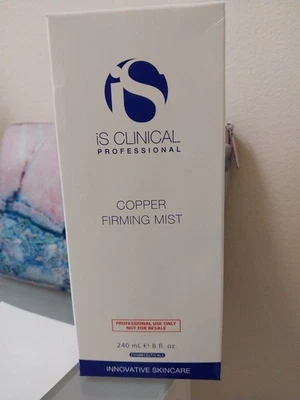 iS
iS CLINICAL
PROFESSIONAL
COPPER
FIRMING MIST
PROFESSIONAL USE ONLY
NOT FOR RESALE
240 mL ℮ 8 fl. oz.
COSMECEUTICALS
INNOVATIVE SKINCARE